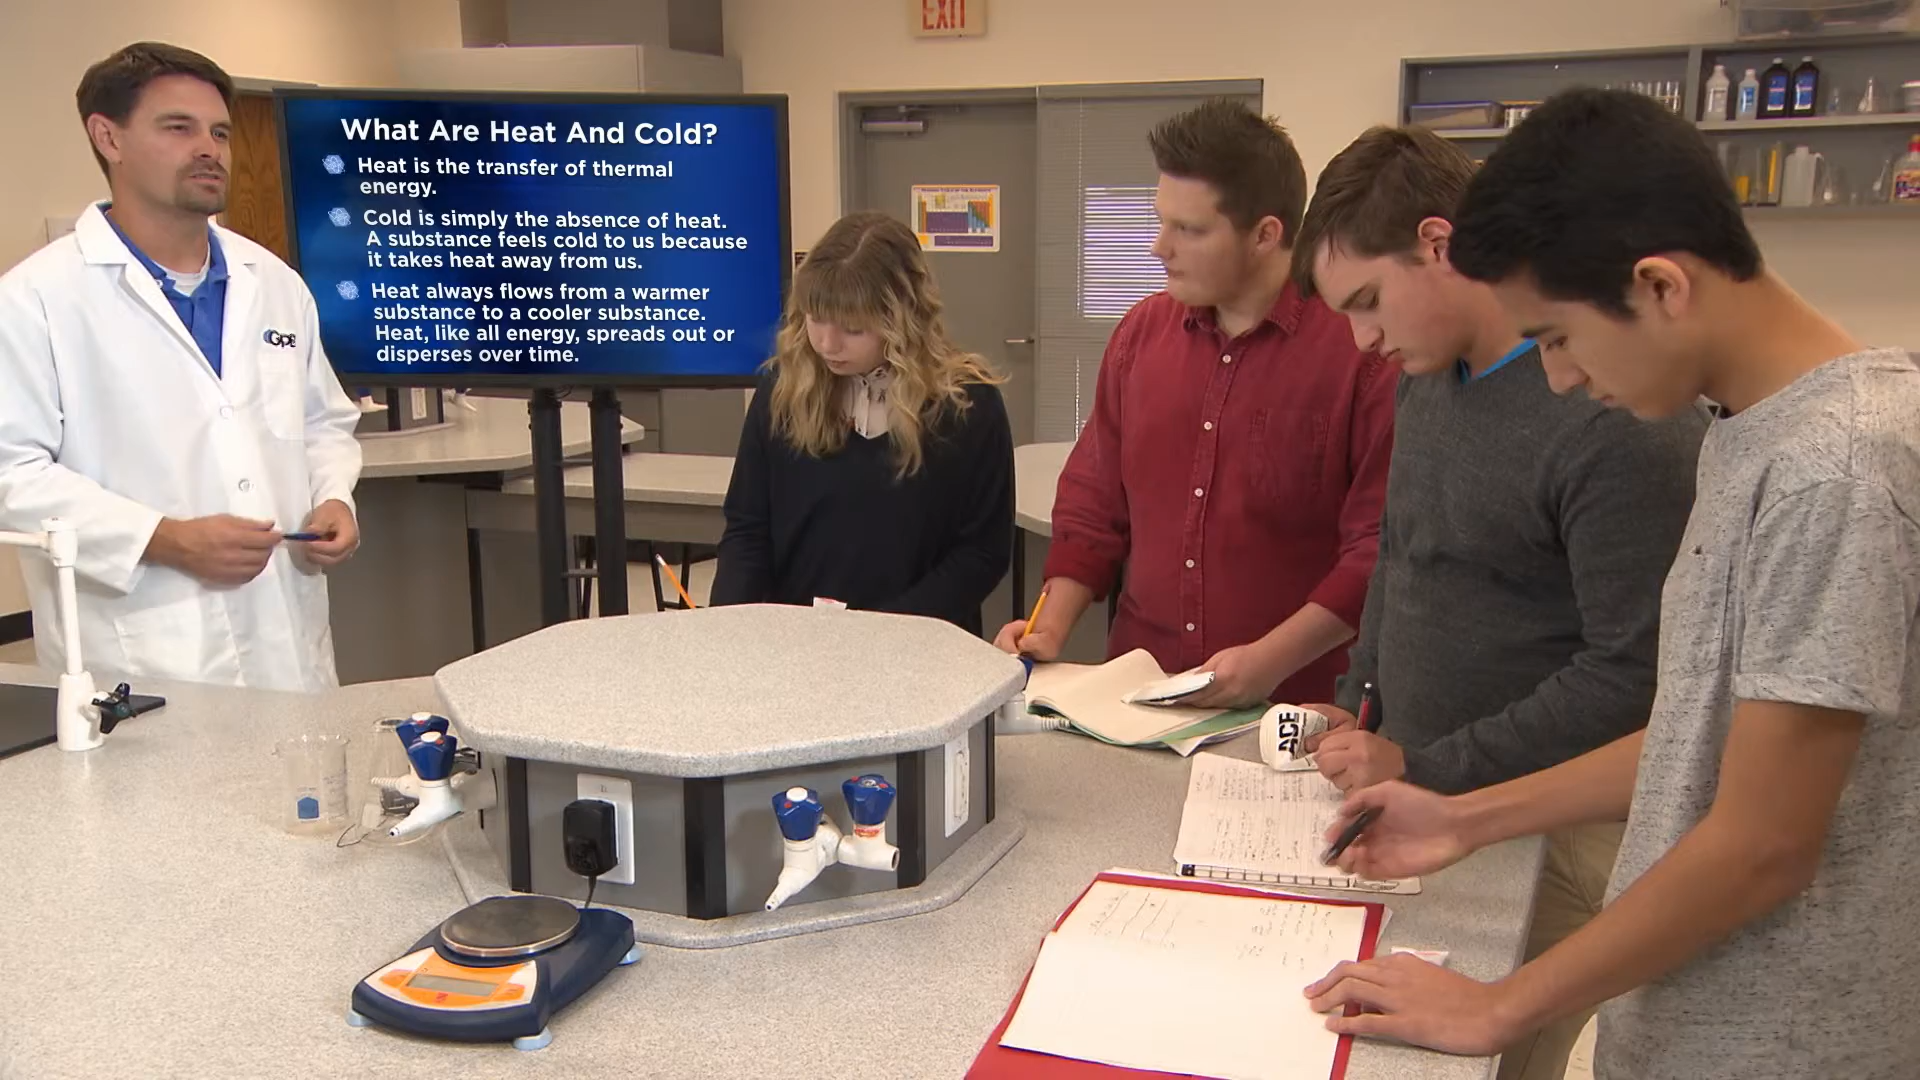 EXIT
What Are Heat And Cold?
Heat is the transfer of thermal
energy.
Cold is simply the absence of heat.
A substance feels cold to us because
it takes heat away from us.
Heat always flows from a warmer
substance to a cooler substance.
Heat, like all energy, spreads out or
disperses over time.
GPB
ACE